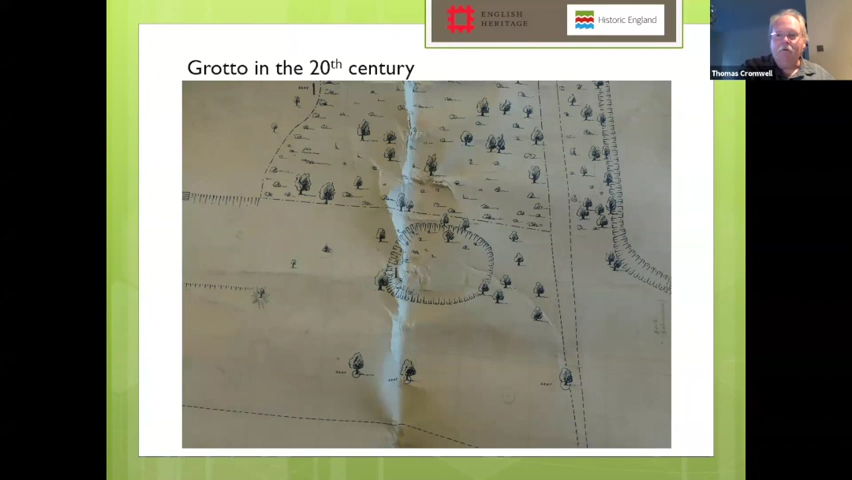 ENGLISH
HERITAGE
Historic England
Thomas Cromwell
Grotto in the 20th century